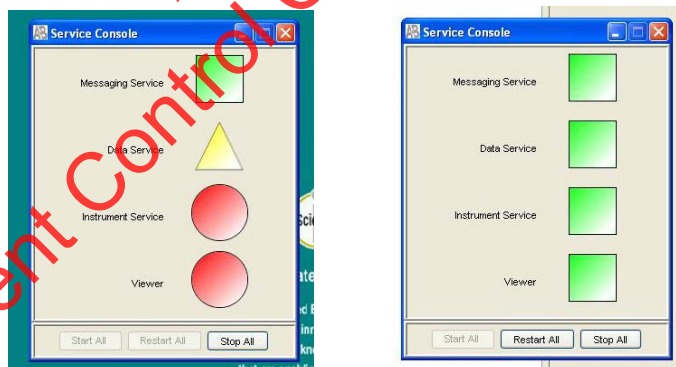 Service Console
Messaging Service
Data Service
Instrument Service
Viewer
Start All Restart All Stop All
Service Console
Messaging Service
Data Service
Instrument Service
Viewer
Start All Restart All Stop All
ent Control C